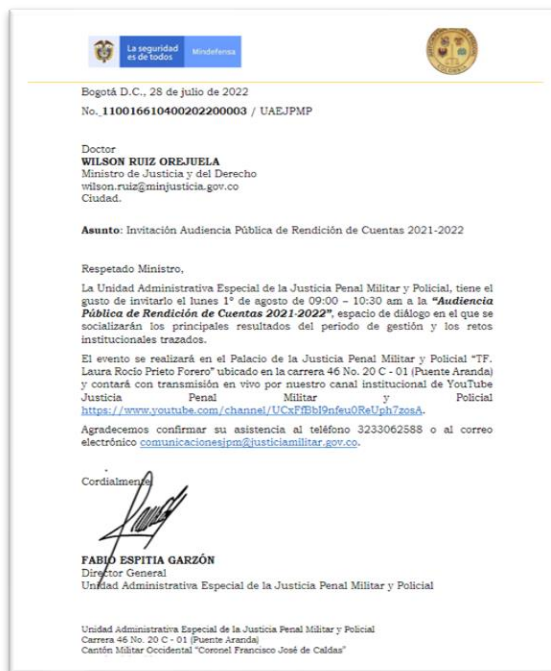 La seguridad
es de todos
Mindefensa
Bogotá D.C., 28 de julio de 2022
No. 110016610400202200003 / UAEJPMP
Doctor
WILSON RUIZ OREJUELA
Ministro de Justicia y del Derecho
wilson.ruiz@minjusticia.gov.co
Ciudad.
Asunto: Invitación Audiencia Pública de Rendición de Cuentas 2021-2022
Respetado Ministro,
La Unidad Administrativa Especial de la Justicia Penal Militar y Policial, tiene el
gusto de invitarlo el lunes 1° de agosto de 09:00 – 10:30 am a la “Audiencia
Pública de Rendición de Cuentas 2021-2022”, espacio de diálogo en el que se
socializarán los principales resultados del periodo de gestión y los retos
institucionales trazados.
El evento se realizará en el Palacio de la Justicia Penal Militar y Policial “TF.
Laura Rocío Prieto Forero” ubicado en la carrera 46 No. 20 C - 01 (Puente Aranda)
y contará con transmisión en vivo por nuestro canal institucional de YouTube
Justicia Penal Militar y Policial
https://www.youtube.com/channel/UCxFfBbI9nfeu0ReUph7zosA.
Agradecemos confirmar su asistencia al teléfono 3233062588 o al correo
electrónico comunicacionesjpm@justiciamilitar.gov.co.
Cordialmente,
FABIO ESPITIA GARZÓN
Director General
Unidad Administrativa Especial de la Justicia Penal Militar y Policial
Unidad Administrativa Especial de la Justicia Penal Militar y Policial
Carrera 46 No. 20 C - 01 (Puente Aranda)
Cantón Militar Occidental “Coronel Francisco José de Caldas”